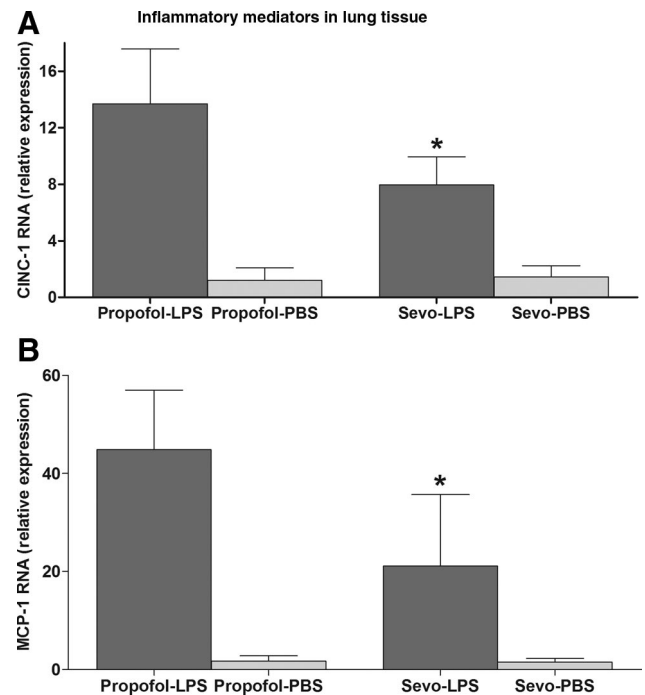 A
Inflammatory mediators in lung tissue
CINC-1 RNA (relative expression)
16
12
8
4
0
*
Propofol-LPS Propofol-PBS Sevo-LPS Sevo-PBS
B
MCP-1 RNA (relative expression)
60
40
20
0
*
Propofol-LPS Propofol-PBS Sevo-LPS Sevo-PBS